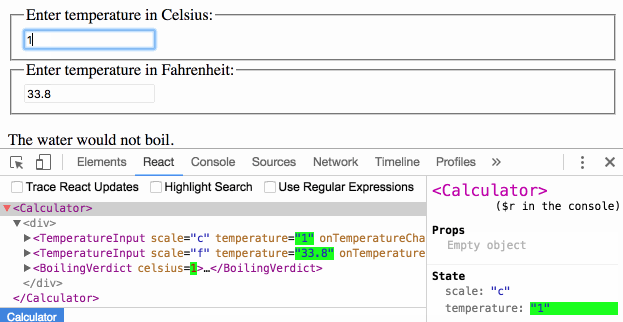 Enter temperature in Celsius:
1
Enter temperature in Fahrenheit:
33.8
The water would not boil.
Elements React Console Sources Network Timeline Profiles »
Trace React Updates Highlight Search Use Regular Expressions
<Calculator>
<div>
<TemperatureInput scale="c" temperature="1" onTemperatureCha
<TemperatureInput scale="f" temperature="33.8" onTemperature
<BoilingVerdict celsius=1>…</BoilingVerdict>
</div>
</Calculator>
Calculator
<Calculator>
($r in the console)
Props
Empty object
State
scale: "c"
temperature: "1"